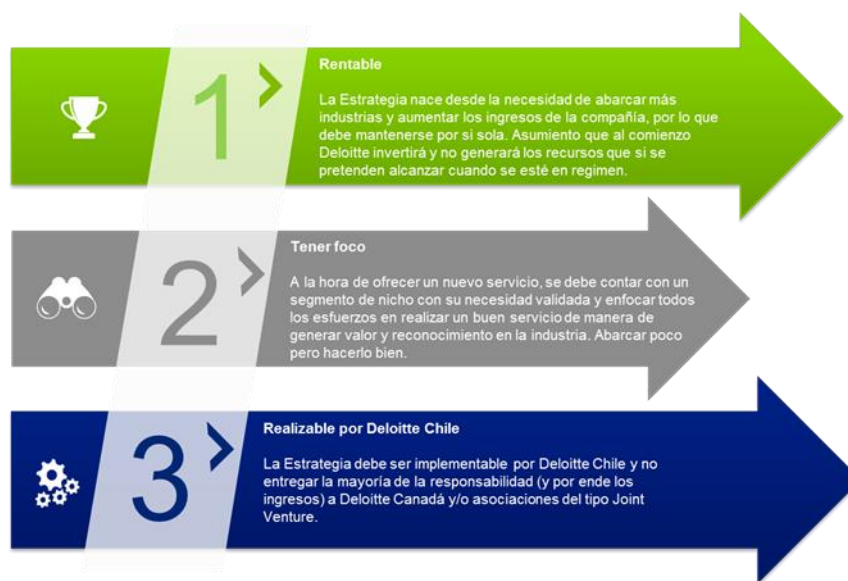 1
Rentable
La Estrategia nace desde la necesidad de abarcar más
industrias y aumentar los ingresos de la compañía, por lo que
debe mantenerse por si sola. Asumiento que al comienzo
Deloitte invertirá y no generará los recursos que si se
pretenden alcanzar cuando se esté en regimen.
2
Tener foco
A la hora de ofrecer un nuevo servicio, se debe contar con un
segmento de nicho con su necesidad validada y enfocar todos
los esfuerzos en realizar un buen servicio de manera de
generar valor y reconocimiento en la industria. Abarcar poco
pero hacerlo bien.
3
Realizable por Deloitte Chile
La Estrategia debe ser implementable por Deloitte Chile y no
entregar la mayoría de la responsabilidad (y por ende los
ingresos) a Deloitte Canadá y/o asociaciones del tipo Joint
Venture.